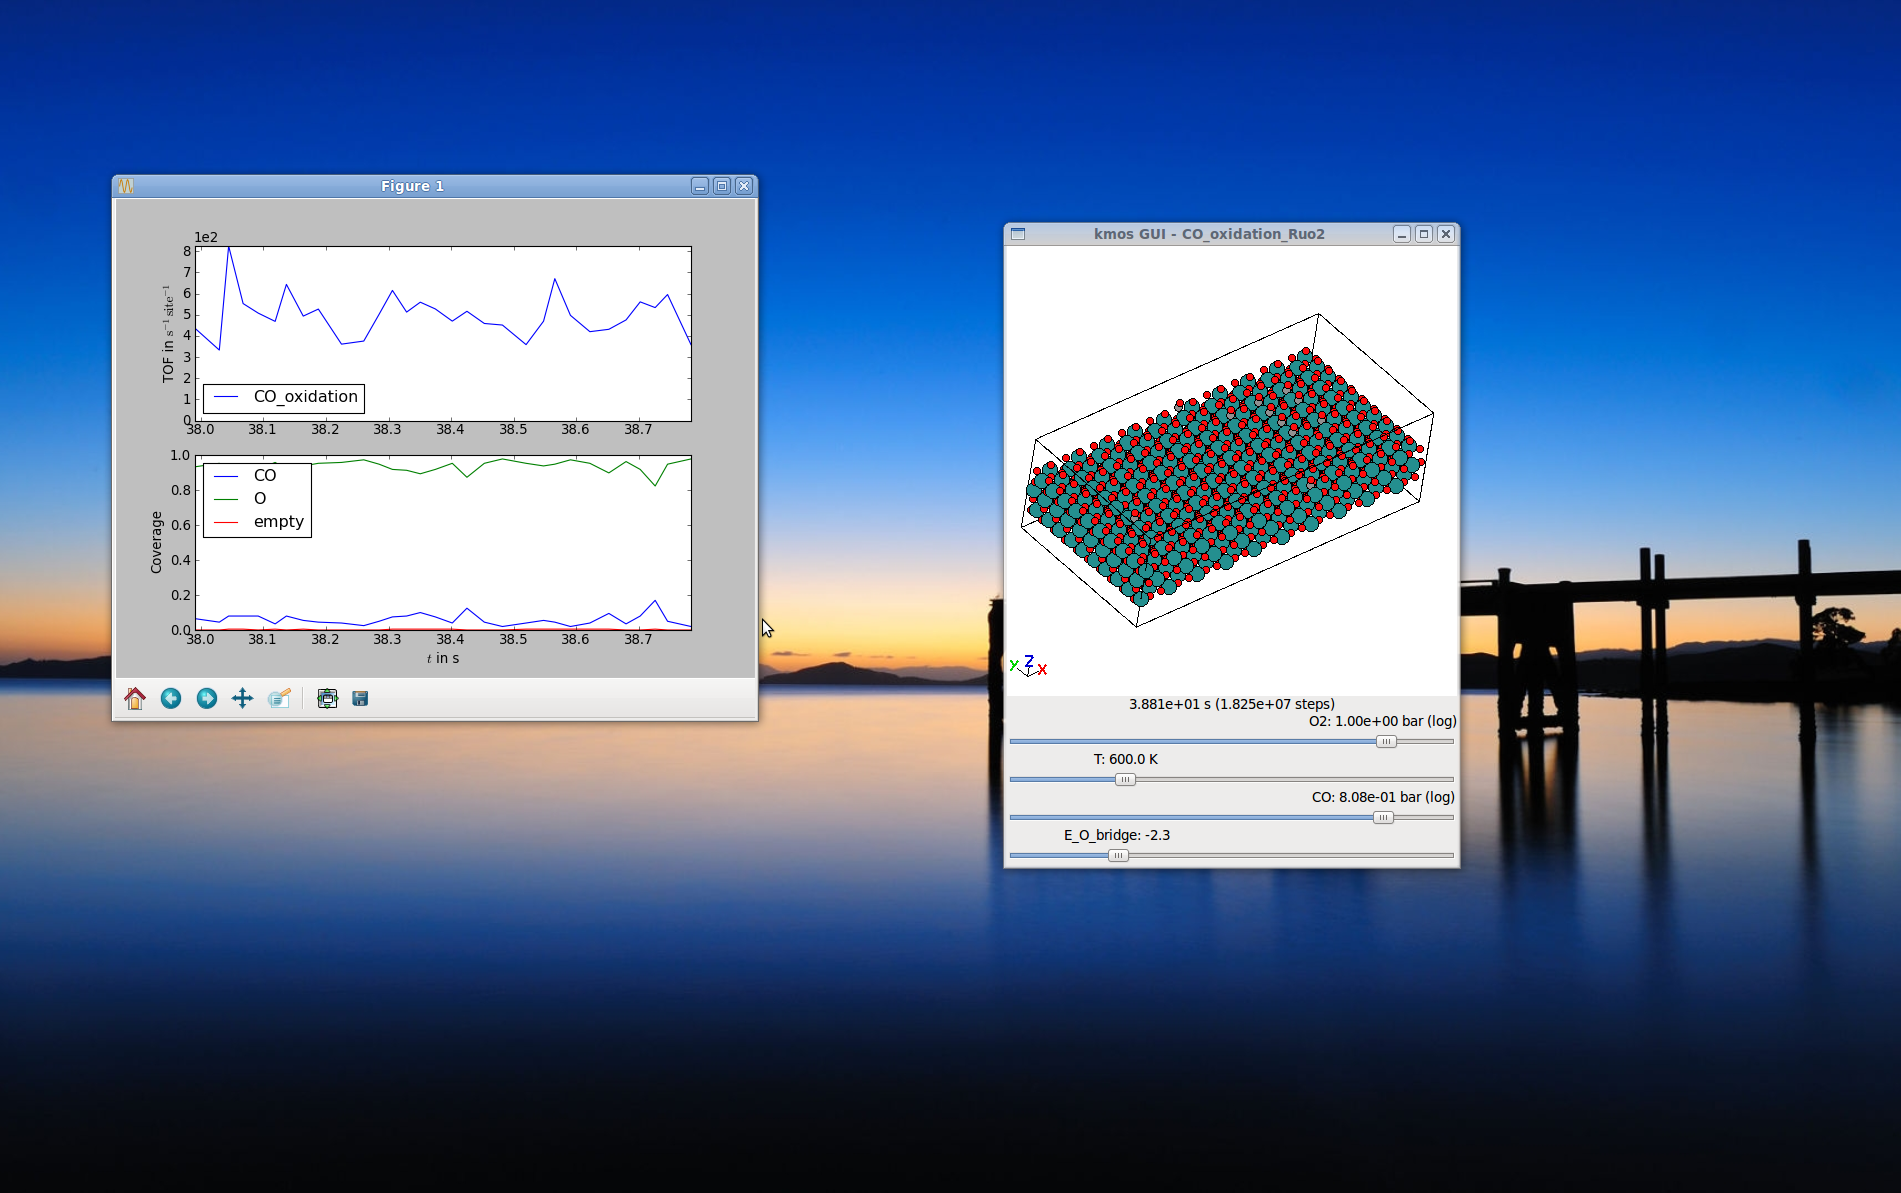 Figure 1
1e2
8
7
6
5
4
3
2
1
0
TOF in s⁻¹ site⁻¹
CO_oxidation
38.0 38.1 38.2 38.3 38.4 38.5 38.6 38.7
1.0
0.8
0.6
0.4
0.2
0.0
Coverage
CO
O
empty
38.0 38.1 38.2 38.3 38.4 38.5 38.6 38.7
t in s
kmos GUI - CO_oxidation_Ruo2
y Z x
3.881e+01 s (1.825e+07 steps)
O2: 1.00e+00 bar (log)
T: 600.0 K
CO: 8.08e-01 bar (log)
E_O_bridge: -2.3